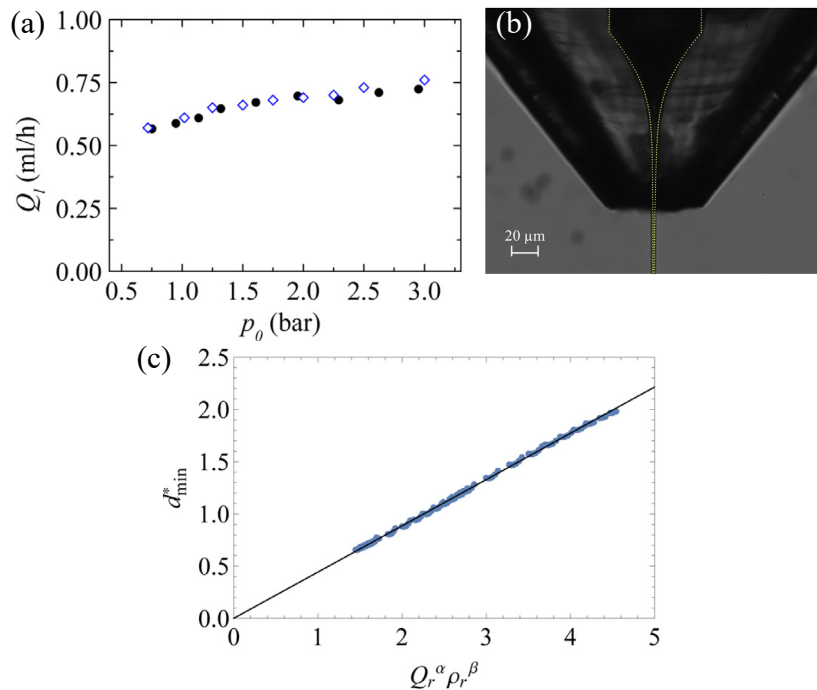 (a)
1.00
0.75
0.50
0.25
0.00
Q_l (ml/h)
0.5 1.0 1.5 2.0 2.5 3.0
p_0 (bar)
(b)
20 µm
(c)
2.5
2.0
1.5
1.0
0.5
0.0
d*_min
0 1 2 3 4 5
Q_r^α ρ_r^β